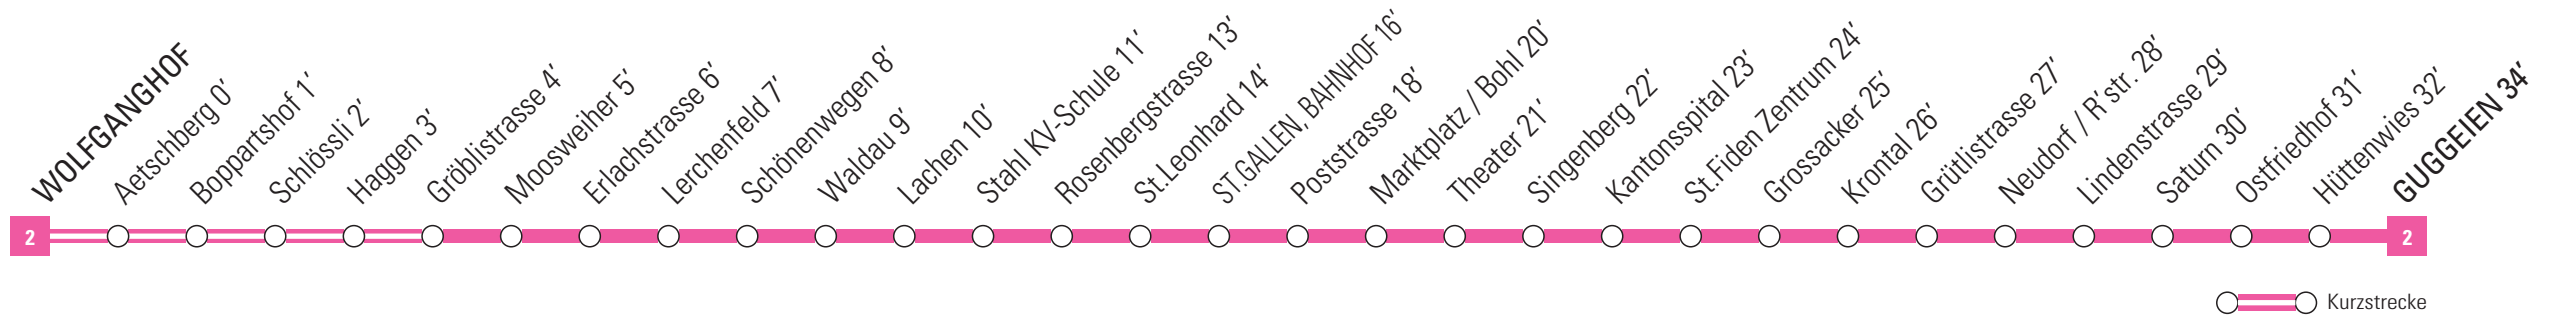 WOLFGANGHOF
Aetschberg 0'
Boppartshof 1'
Schlössli 2'
Haggen 3'
Gröblistrasse 4'
Moosweiher 5'
Erlachstrasse 6'
Lerchenfeld 7'
Schönenwegen 8'
Waldau 9'
Lachen 10'
Stahl KV-Schule 11'
Rosenbergstrasse 13'
St.Leonhard 14'
ST.GALLEN, BAHNHOF 16'
Poststrasse 18'
Marktplatz / Bohl 20'
Theater 21'
Singenberg 22'
Kantonsspital 23'
St.Fiden Zentrum 24'
Grossacker 25'
Krontal 26'
Grütlistrasse 27'
Neudorf / R'str. 28'
Lindenstrasse 29'
Saturn 30'
Ostfriedhof 31'
Hüttenwies 32'
GUGGEIEN 34'
2
2
Kurzstrecke